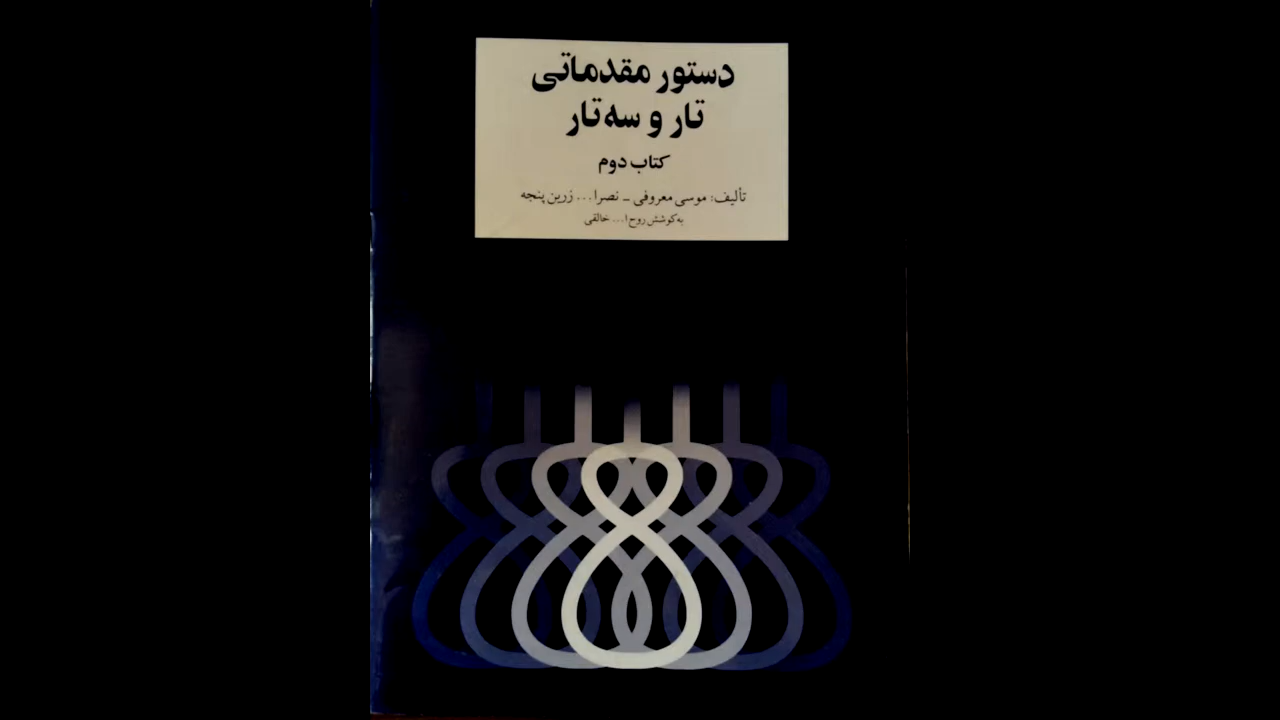 دستور مقدماتی
تار و سه‌تار
کتاب دوم
تألیف: موسی معروفی ـ نصرا... زرین پنجه
به‌کوشش روح ا... خالقی